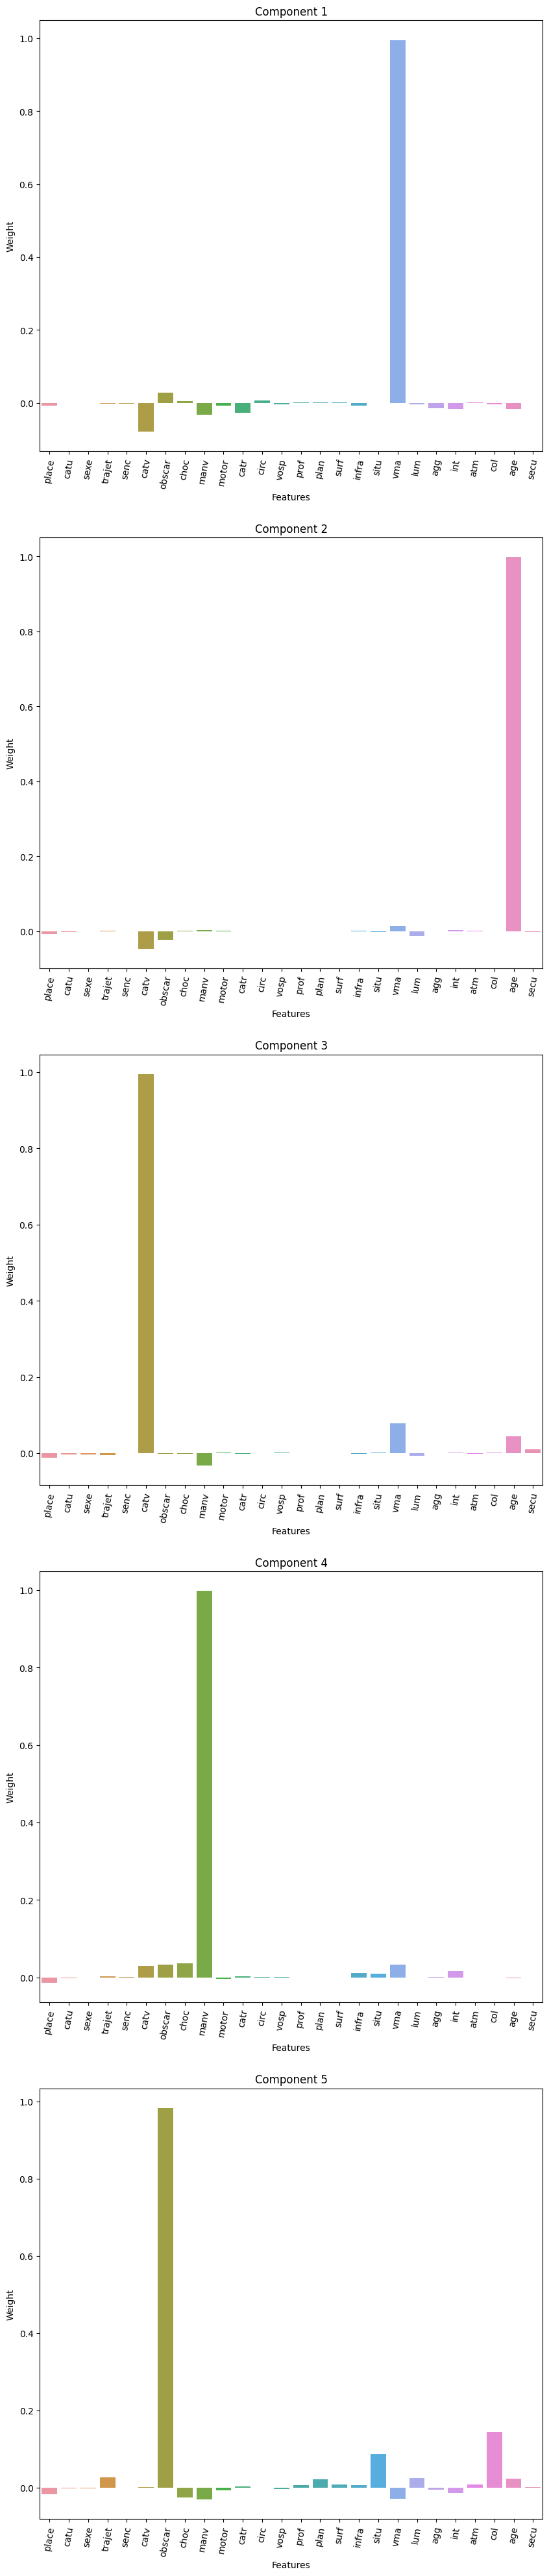 Component 1
1.0
0.8
0.6
0.4
0.2
0.0
Weight
place catu sexe trajet senc catv obscar choc manv motor catr circ vosp prof plan surf infra situ vma lum agg int atm col age secu
Features
Component 2
1.0
0.8
0.6
0.4
0.2
0.0
Weight
place catu sexe trajet senc catv obscar choc manv motor catr circ vosp prof plan surf infra situ vma lum agg int atm col age secu
Features
Component 3
1.0
0.8
0.6
0.4
0.2
0.0
Weight
place catu sexe trajet senc catv obscar choc manv motor catr circ vosp prof plan surf infra situ vma lum agg int atm col age secu
Features
Component 4
1.0
0.8
0.6
0.4
0.2
0.0
Weight
place catu sexe trajet senc catv obscar choc manv motor catr circ vosp prof plan surf infra situ vma lum agg int atm col age secu
Features
Component 5
1.0
0.8
0.6
0.4
0.2
0.0
Weight
place catu sexe trajet senc catv obscar choc manv motor catr circ vosp prof plan surf infra situ vma lum agg int atm col age secu
Features